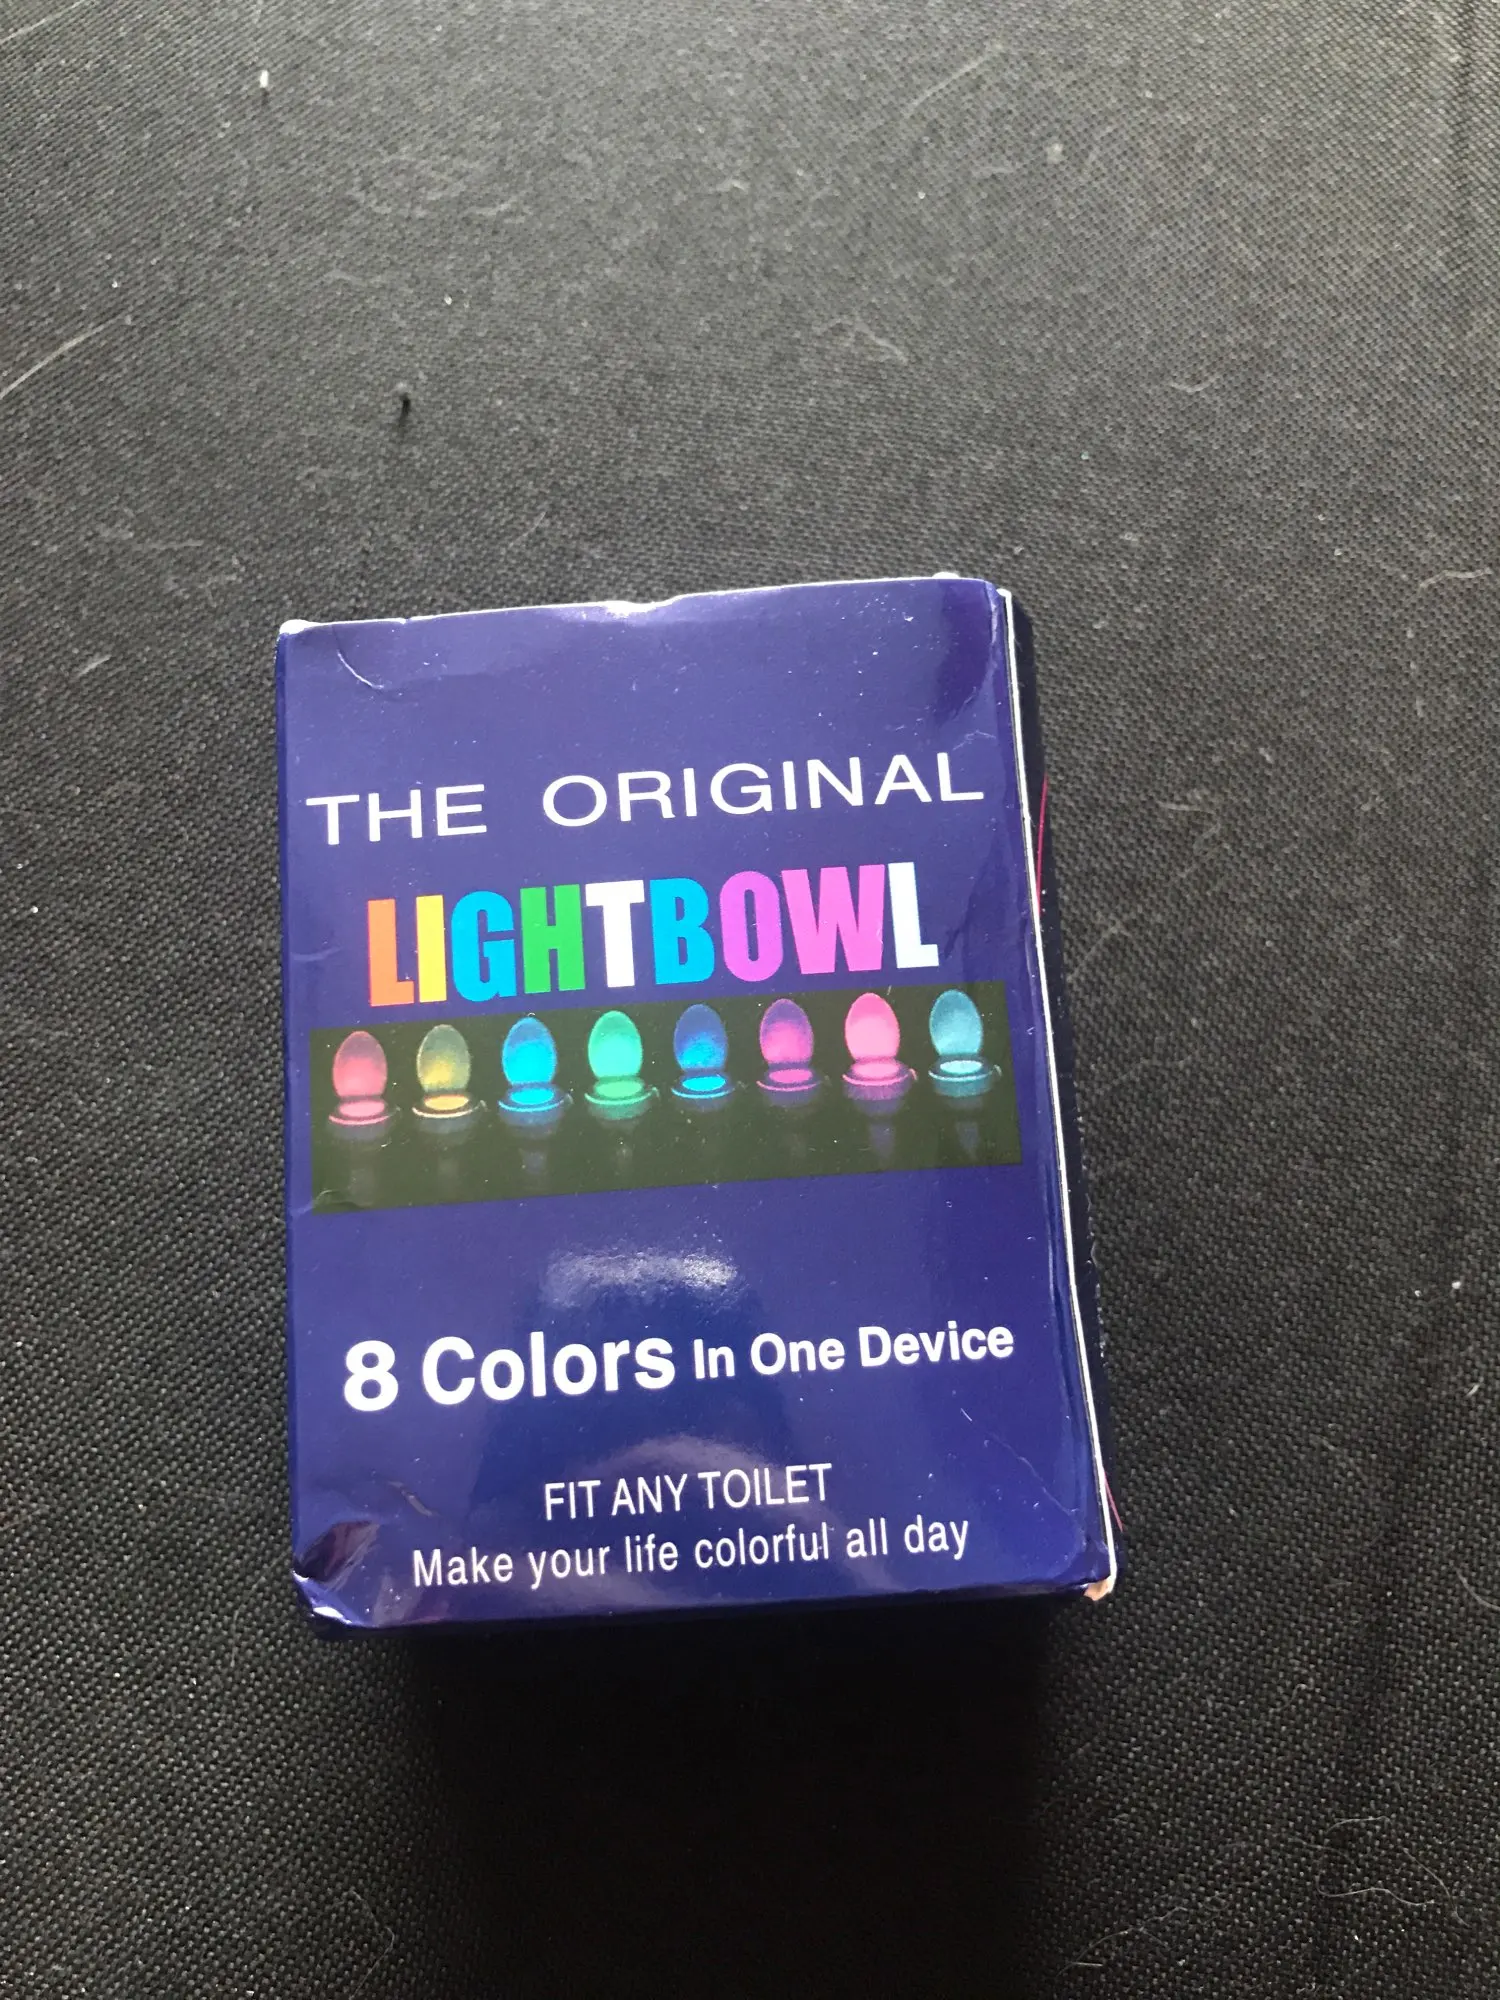 THE ORIGINAL
LIGHTBOWL
8 Colors In One Device
FIT ANY TOILET
Make your life colorful all day